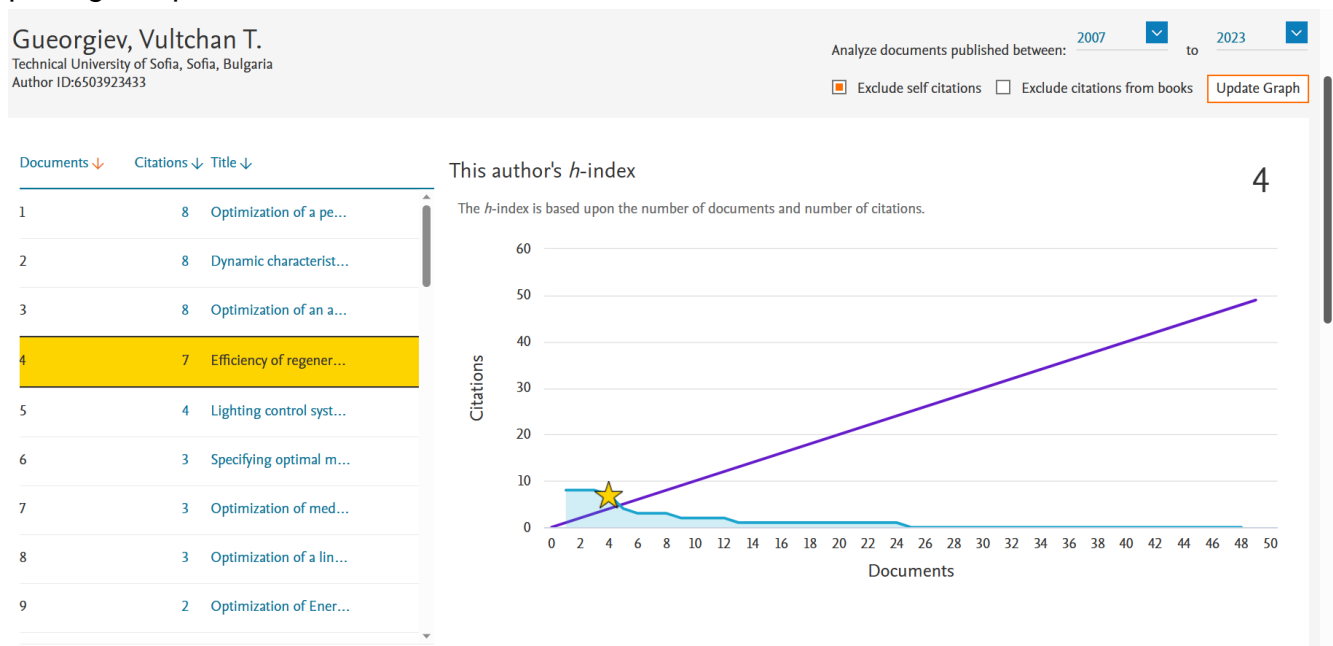 Gueorgiev, Vultchan T.
Technical University of Sofia, Sofia, Bulgaria
Author ID:6503923433
Analyze documents published between: 2007 to 2023
Exclude self citations Exclude citations from books Update Graph
Documents Citations Title
1 8 Optimization of a pe...
2 8 Dynamic characterist...
3 8 Optimization of an a...
4 7 Efficiency of regener...
5 4 Lighting control syst...
6 3 Specifying optimal m...
7 3 Optimization of med...
8 3 Optimization of a lin...
9 2 Optimization of Ener...
This author's h-index
4
The h-index is based upon the number of documents and number of citations.
60
50
40
30
20
10
0
Citations
0 2 4 6 8 10 12 14 16 18 20 22 24 26 28 30 32 34 36 38 40 42 44 46 48 50
Documents